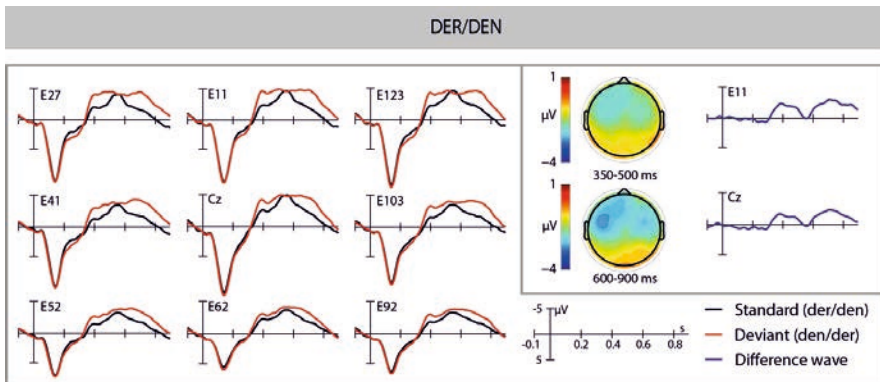 DER/DEN
E27
E11
E123
E41
Cz
E103
E52
E62
E92
1
µV
−4
350-500 ms
E11
1
µV
−4
600-900 ms
Cz
-5
µV
s
-0.1 0.2 0.4 0.6 0.8
5
Standard (der/den)
Deviant (den/der)
Difference wave